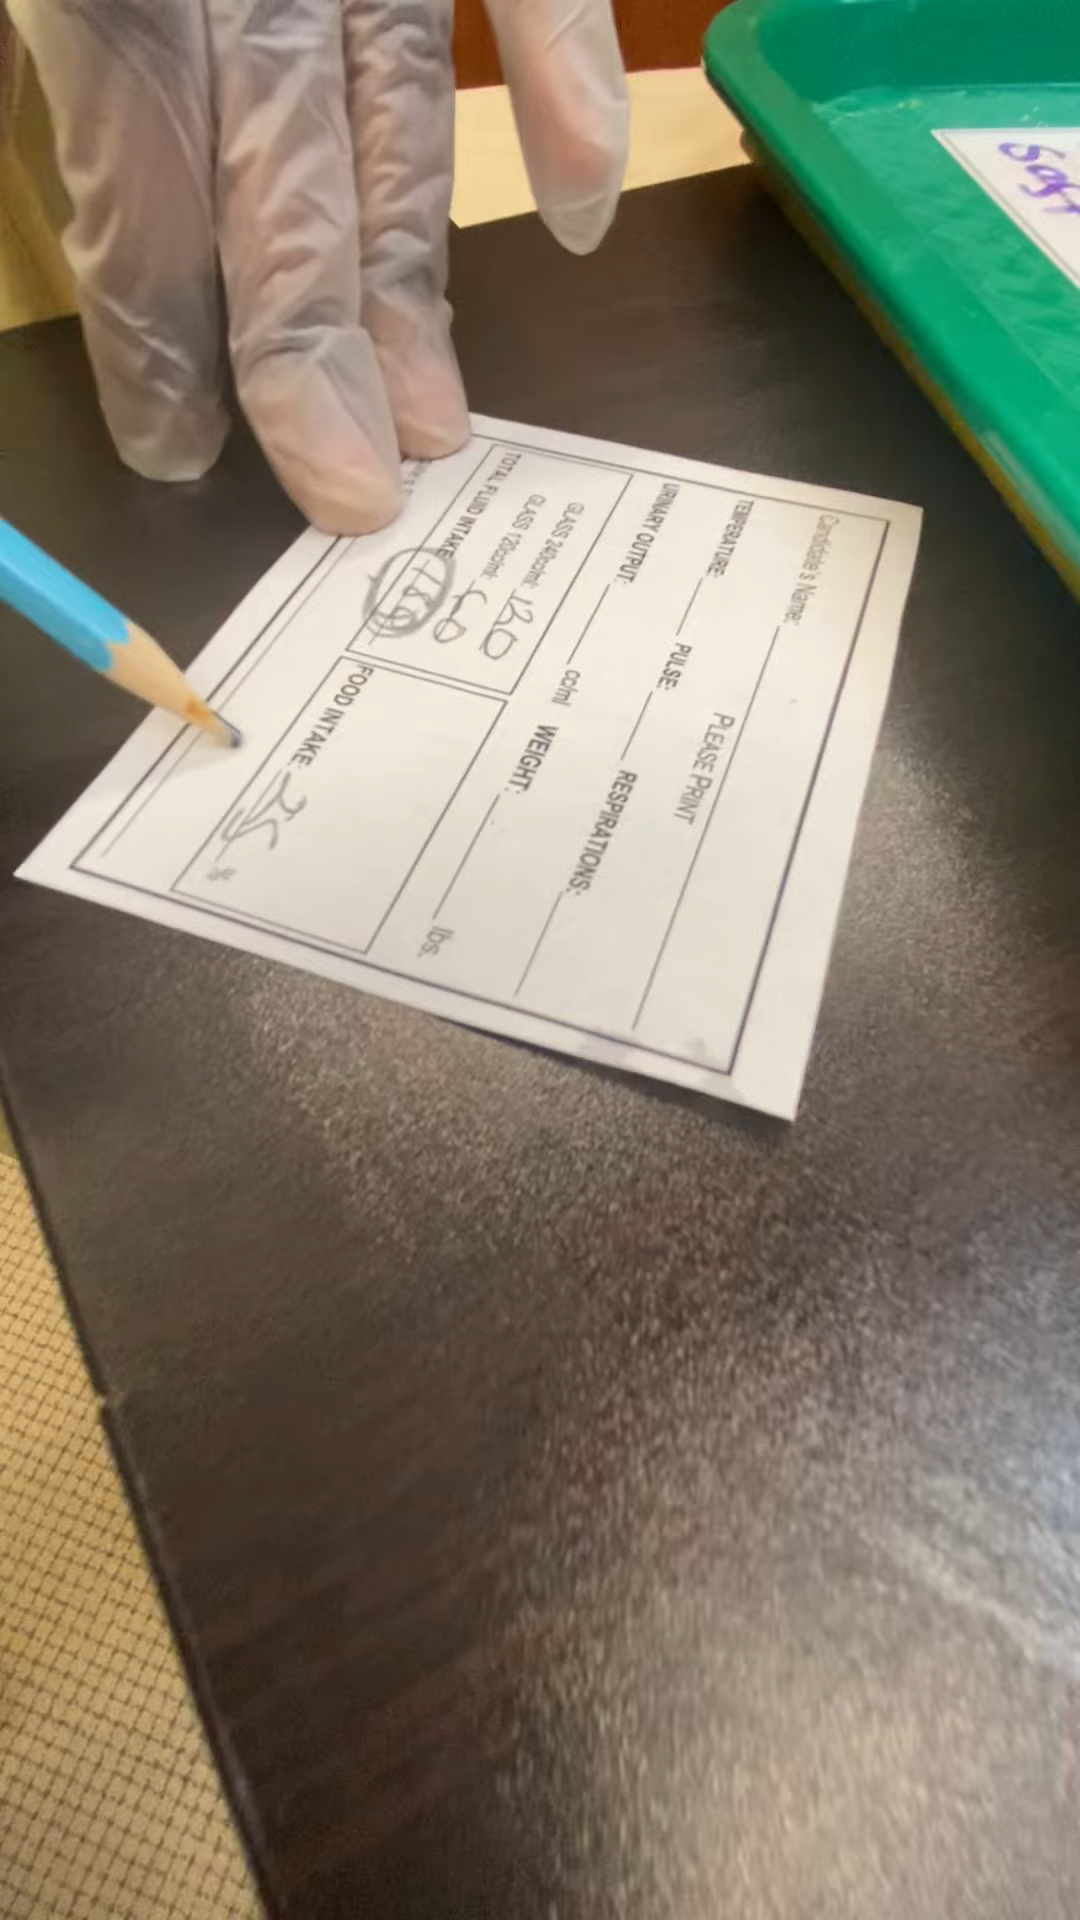 Candidate's Name:
PLEASE PRINT
TEMPERATURE: PULSE: RESPIRATIONS:
URINARY OUTPUT: cc/ml WEIGHT: lbs.
GLASS 240cc/ml: 120
GLASS 120cc/ml: 60
TOTAL FLUID INTAKE: 180
FOOD INTAKE: 25 %
Soft